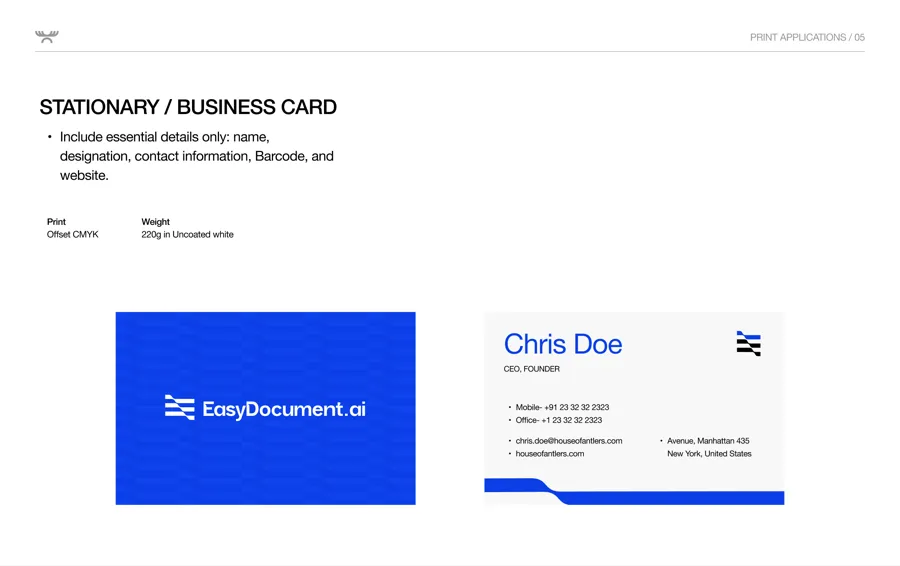 PRINT APPLICATIONS / 05
STATIONARY / BUSINESS CARD
• Include essential details only: name,
designation, contact information, Barcode, and
website.
Print
Offset CMYK
Weight
220g in Uncoated white
EasyDocument.ai
Chris Doe
CEO, FOUNDER
• Mobile- +91 23 32 32 2323
• Office- +1 23 32 32 2323
• chris.doe@houseofantlers.com
• houseofantlers.com
• Avenue, Manhattan 435
New York, United States